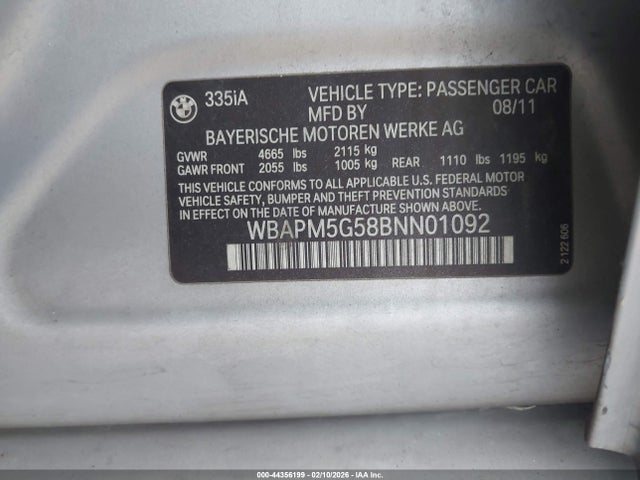 BMW
335iA VEHICLE TYPE: PASSENGER CAR
MFD BY 08/11
BAYERISCHE MOTOREN WERKE AG
GVWR 4665 lbs 2115 kg
GAWR FRONT 2055 lbs 1005 kg REAR 1110 lbs 1195 kg
THIS VEHICLE CONFORMS TO ALL APPLICABLE U.S. FEDERAL MOTOR
VEHICLE SAFETY, BUMPER AND THEFT PREVENTION STANDARDS
IN EFFECT ON THE DATE OF MANUFACTURE SHOWN ABOVE.
WBAPM5G58BNN01092
2 122 606
000-44356199 - 02/10/2026 - IAA Inc.